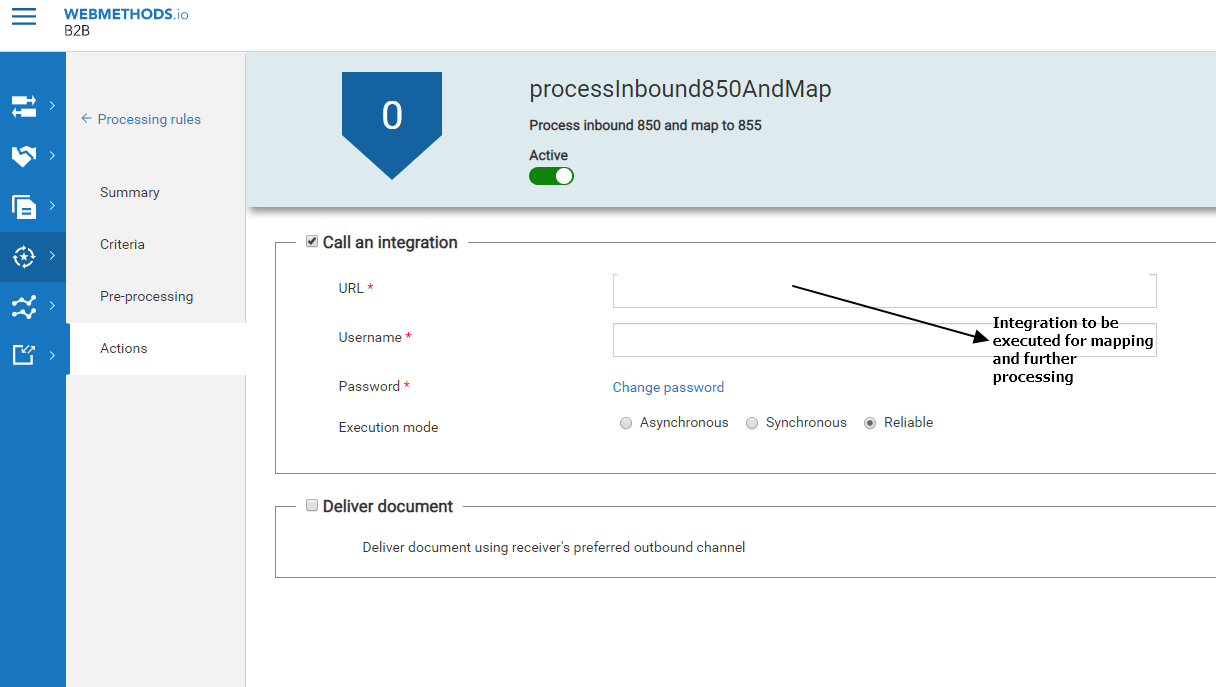 WEBMETHODS.io
B2B
← Processing rules
Summary
Criteria
Pre-processing
Actions
0
processInbound850AndMap
Process inbound 850 and map to 855
Active
Call an integration
URL *
Username *
Password *
Change password
Execution mode
Asynchronous Synchronous Reliable
Integration to be
executed for mapping
and further
processing
Deliver document
Deliver document using receiver's preferred outbound channel